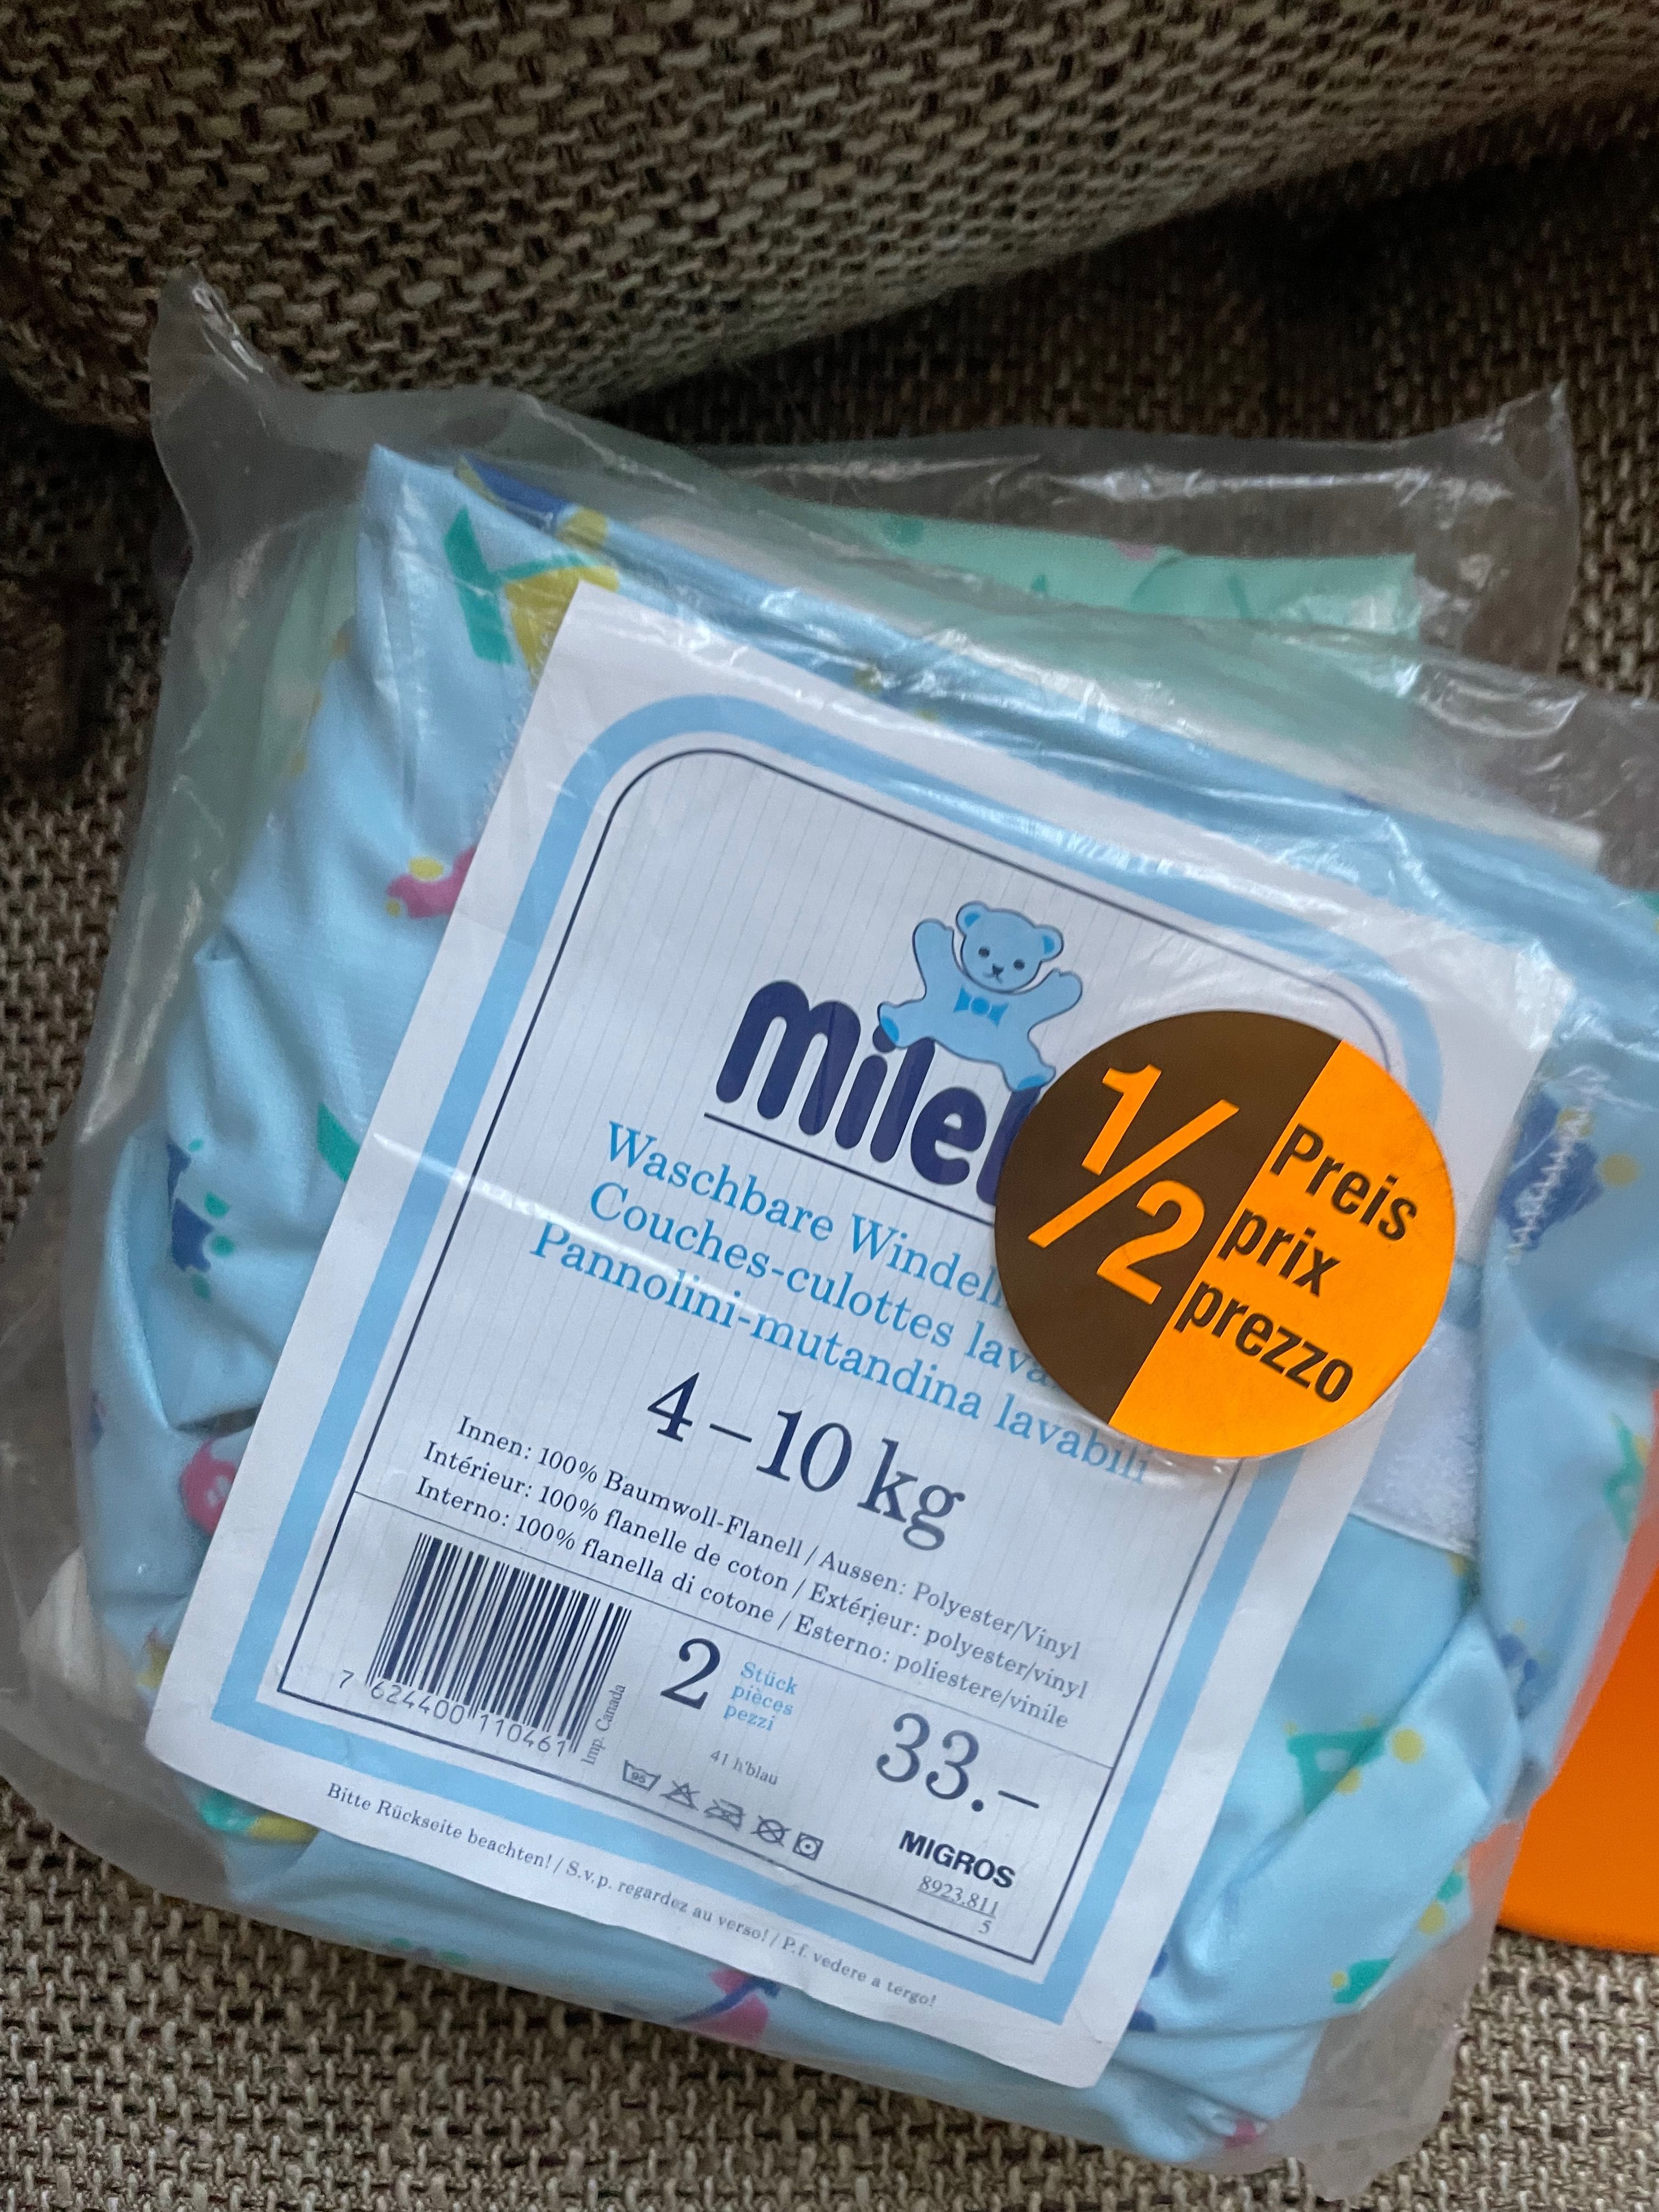 Waschbare Windel
Couches-culottes lava
Pannolini-mutandina lavabili
1/2
Preis
prix
prezzo
4–10 kg
Innen: 100% Baumwoll-Flanell / Aussen: Polyester/Vinyl
Intérieur: 100% flanelle de coton / Extérieur: polyester/vinyl
Interno: 100% flanella di cotone / Esterno: poliestere/vinile
7 624400 110461
Imp. Canada
2
Stück
pièces
pezzi
41 h'blau
95
33.–
MIGROS
8923.811
5
Bitte Rückseite beachten! / S.v.p. regardez au verso! / P.f. vedere a tergo!